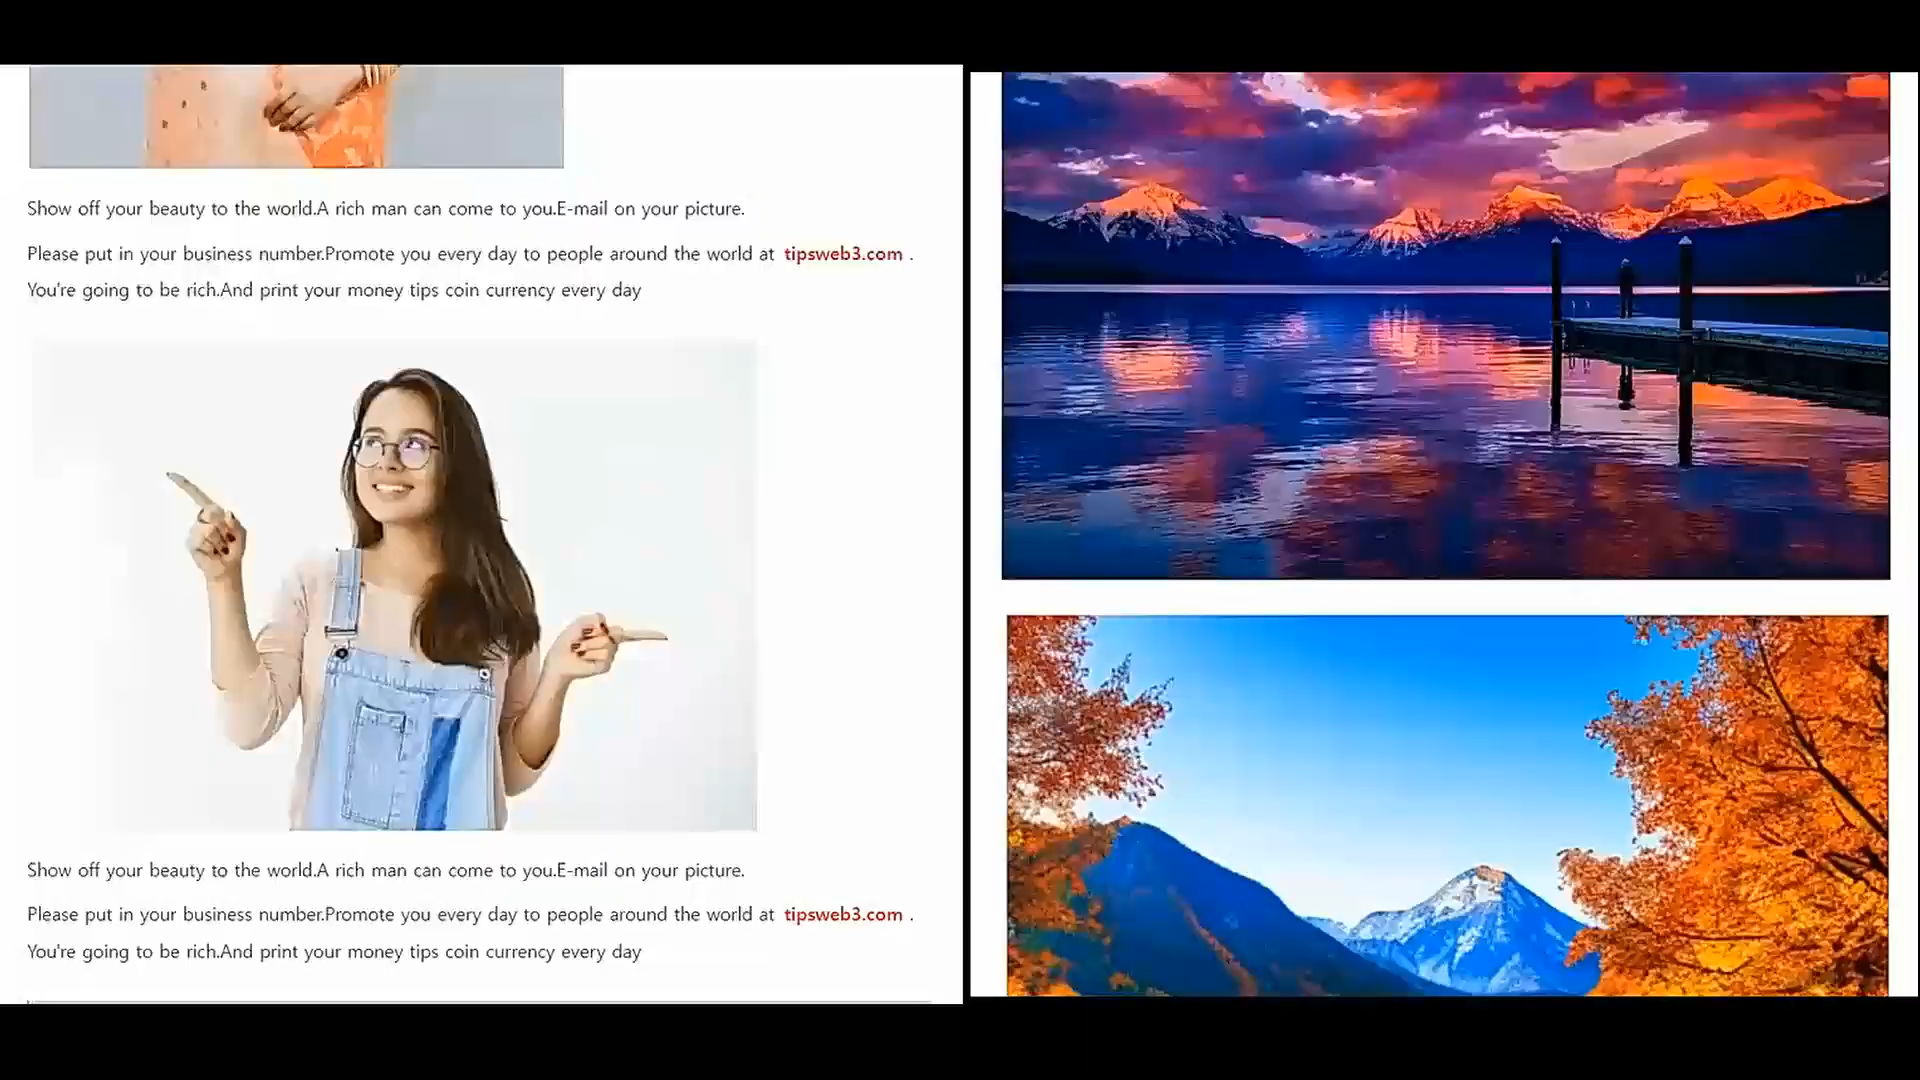 Show off your beauty to the world.A rich man can come to you.E-mail on your picture.
Please put in your business number.Promote you every day to people around the world at tipsweb3.com .
You're going to be rich.And print your money tips coin currency every day
Show off your beauty to the world.A rich man can come to you.E-mail on your picture.
Please put in your business number.Promote you every day to people around the world at tipsweb3.com .
You're going to be rich.And print your money tips coin currency every day